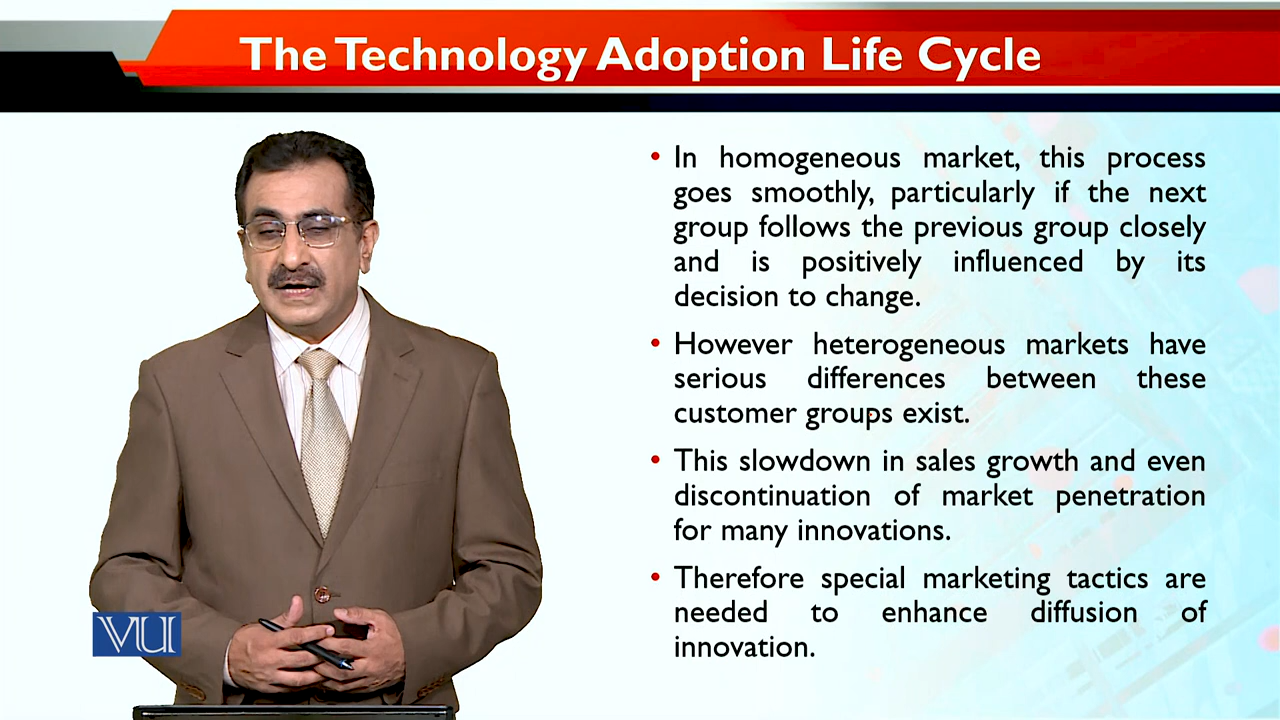 The Technology Adoption Life Cycle
• In homogeneous market, this process
goes smoothly, particularly if the next
group follows the previous group closely
and is positively influenced by its
decision to change.
• However heterogeneous markets have
serious differences between these
customer groups exist.
• This slowdown in sales growth and even
discontinuation of market penetration
for many innovations.
• Therefore special marketing tactics are
needed to enhance diffusion of
innovation.
VU